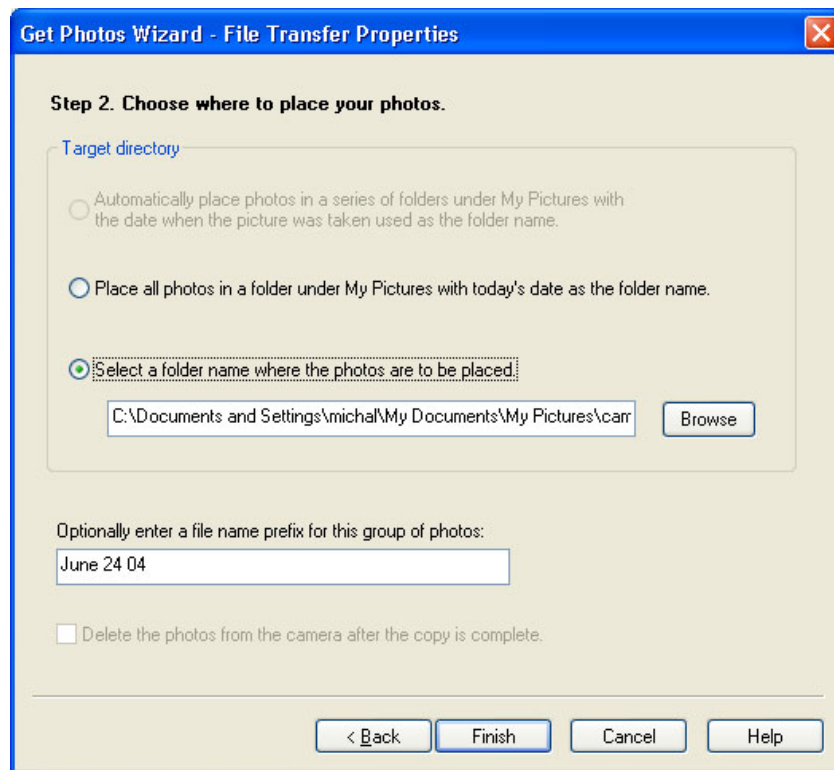 Get Photos Wizard - File Transfer Properties
Step 2. Choose where to place your photos.
Target directory
Automatically place photos in a series of folders under My Pictures with
the date when the picture was taken used as the folder name.
Place all photos in a folder under My Pictures with today's date as the folder name.
Select a folder name where the photos are to be placed.
C:\Documents and Settings\michal\My Documents\My Pictures\cam
Browse
Optionally enter a file name prefix for this group of photos:
June 24 04
Delete the photos from the camera after the copy is complete.
< Back Finish Cancel Help